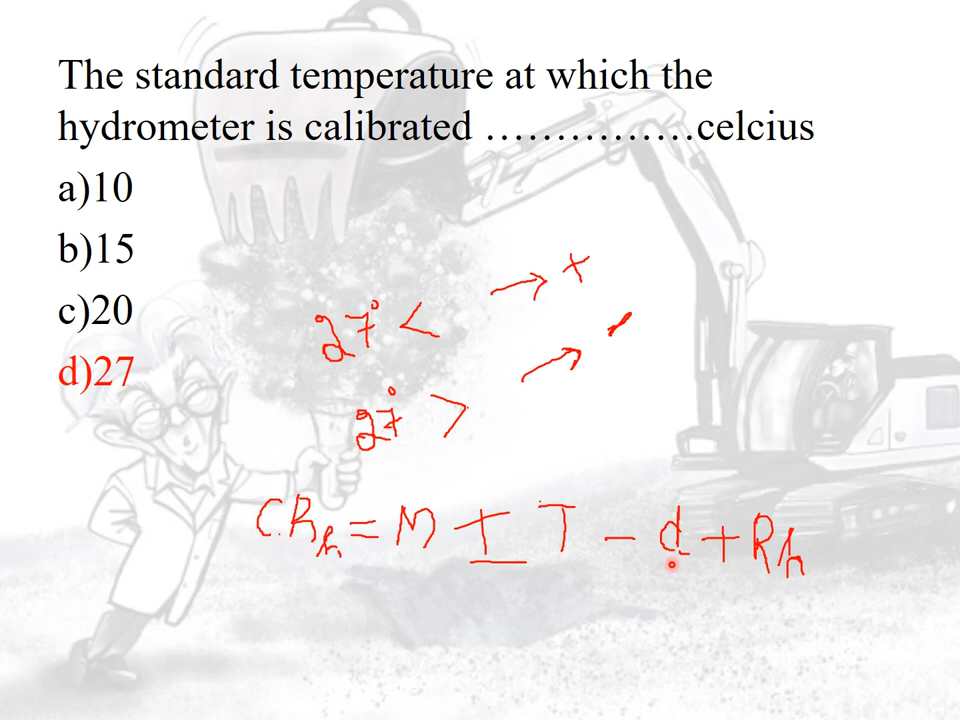 The standard temperature at which the
hydrometer is calibrated ……………celcius
a)10
b)15
c)20
d)27
27° < → +
27° > → -
CRh = M ± T - d + Rh